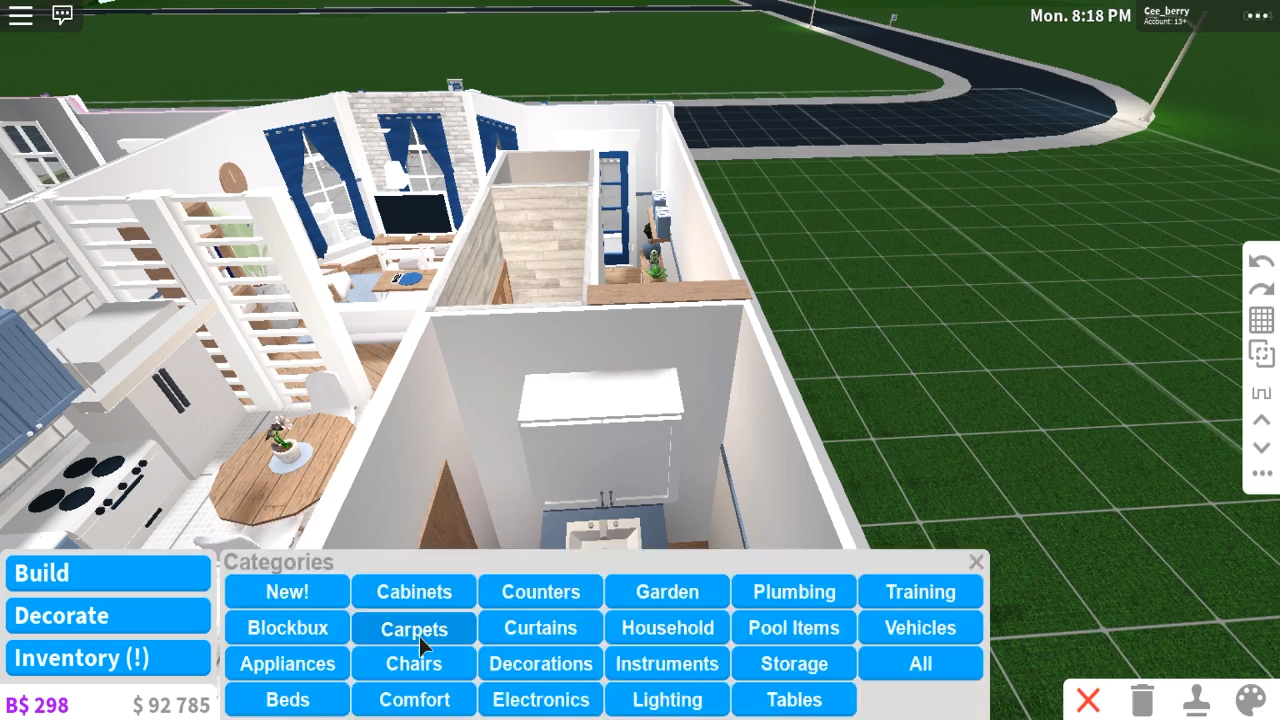 Mon. 8:18 PM
Cee_berry
Account: 13+
Build
Decorate
Inventory (!)
B$ 298
$ 92 785
Categories
New!
Cabinets
Counters
Garden
Plumbing
Training
Blockbux
Carpets
Curtains
Household
Pool Items
Vehicles
Appliances
Chairs
Decorations
Instruments
Storage
All
Beds
Comfort
Electronics
Lighting
Tables